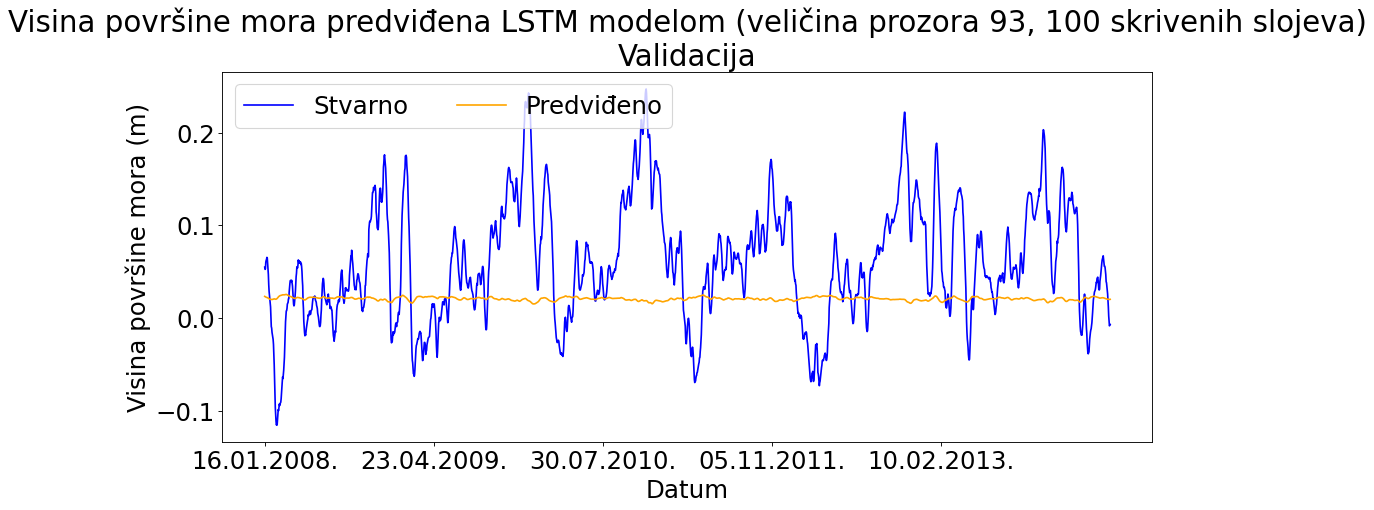 Visina površine mora predviđena LSTM modelom (veličina prozora 93, 100 skrivenih slojeva)
Validacija
Stvarno Predviđeno
Visina površine mora (m)
0.2
0.1
0.0
−0.1
16.01.2008. 23.04.2009. 30.07.2010. 05.11.2011. 10.02.2013.
Datum